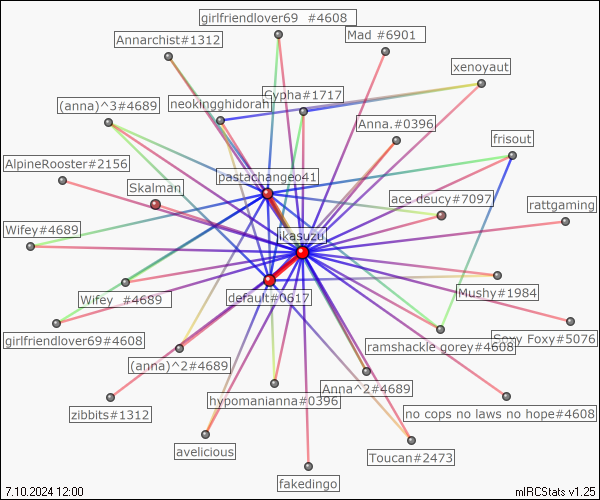 girlfriendlover69  #4608
Mad #6901
Annarchist#1312
xenoyaut
Cypha#1717
neokingghidorah
(anna)^3#4689
Anna.#0396
frisout
AlpineRooster#2156
pastachangeo41
Skalman
ace deucy#7097
rattgaming
Wifey#4689
ikasuzu
Wifey  #4689
default#0617
Mushy#1984
girlfriendlover69#4608
ramshackle gorey#4608
Foxy#5076
(anna)^2#4689
Anna^2#4689
hypomanianna#0396
zibbits#1312
no cops no laws no hope#4608
avelicious
Toucan#2473
fakedingo
7.10.2024 12:00
mIRCStats v1.25